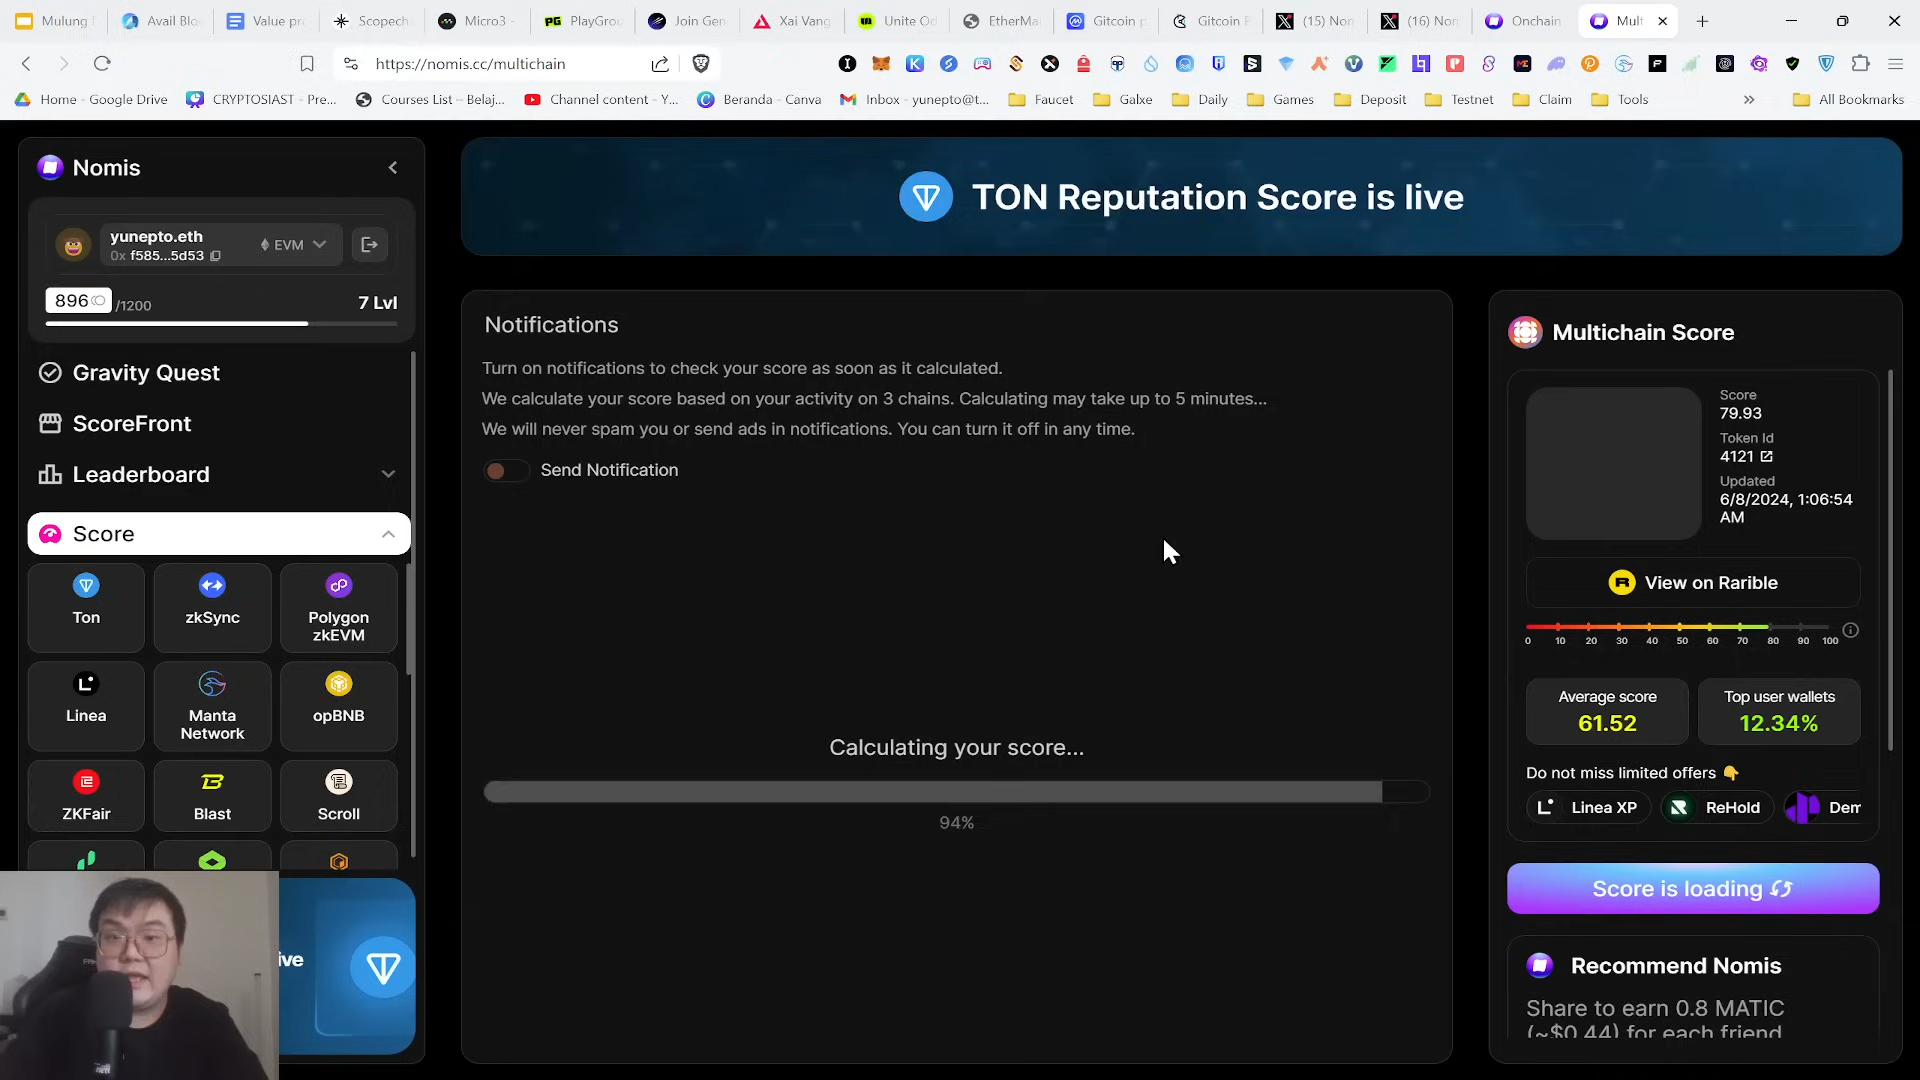 Mulung
Avail Blo
Value pr
Scopech
Micro3 -
PlayGrou
Join Gen
Xai Vang
Unite Od
EtherMai
Gitcoin p
Gitcoin P
(15) Nom
(16) Nom
Onchain
Mult
https://nomis.cc/multichain
Home - Google Drive
CRYPTOSIAST - Pre...
Courses List – Belaj...
Channel content - Y...
Beranda - Canva
Inbox - yunepto@t...
Faucet
Galxe
Daily
Games
Deposit
Testnet
Claim
Tools
All Bookmarks
Nomis
yunepto.eth
0x f585...5d53
EVM
896 /1200
7 Lvl
Gravity Quest
ScoreFront
Leaderboard
Score
Ton
zkSync
Polygon
zkEVM
Linea
Manta
Network
opBNB
ZKFair
Blast
Scroll
ive
TON Reputation Score is live
Notifications
Turn on notifications to check your score as soon as it calculated.
We calculate your score based on your activity on 3 chains. Calculating may take up to 5 minutes...
We will never spam you or send ads in notifications. You can turn it off in any time.
Send Notification
Calculating your score...
94%
Multichain Score
Score
79.93
Token Id
4121
Updated
6/8/2024, 1:06:54
AM
View on Rarible
0 10 20 30 40 50 60 70 80 90 100
Average score
61.52
Top user wallets
12.34%
Do not miss limited offers 👇
Linea XP
ReHold
Dem
Score is loading
Recommend Nomis
Share to earn 0.8 MATIC
(~$0.44) for each friend